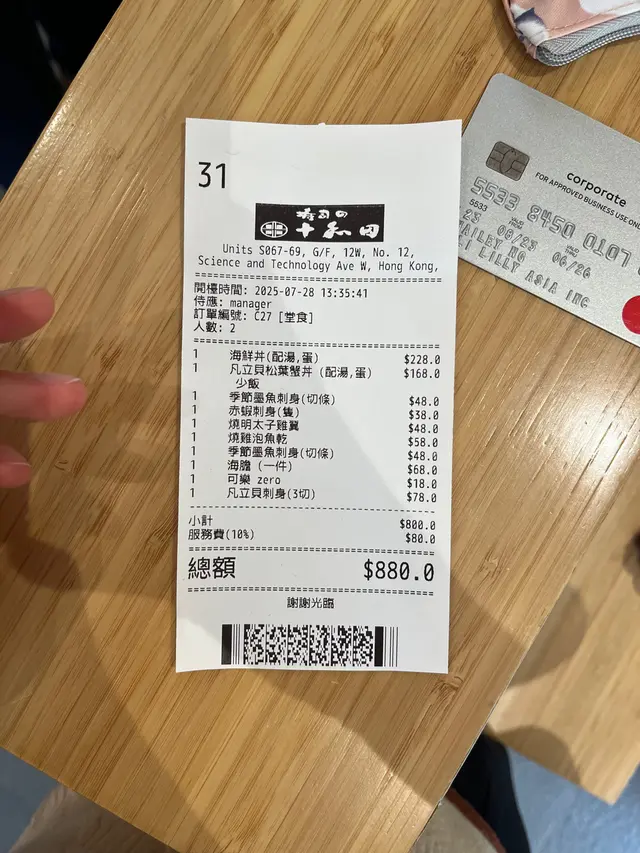 31
寿司の
十和田
Units S067-69, G/F, 12W, No. 12,
Science and Technology Ave W, Hong Kong,
開檯時間: 2025-07-28 13:35:41
侍應: manager
訂單編號: C27 [堂食]
人數: 2
1 海鮮丼(配湯,蛋) $228.0
1 凡立貝松葉蟹丼 (配湯,蛋) $168.0
少飯
1 季節墨魚刺身(切條) $48.0
1 赤蝦刺身(隻) $38.0
1 燒明太子雞翼 $48.0
1 燒雞泡魚乾 $58.0
1 季節墨魚刺身(切條) $48.0
1 海膽 (一件) $68.0
1 可樂 zero $18.0
1 凡立貝刺身(3切) $78.0
小計 $800.0
服務費(10%) $80.0
總額 $880.0
謝謝光臨
corporate
FOR APPROVED BUSINESS USE
LILLY ASIA INC